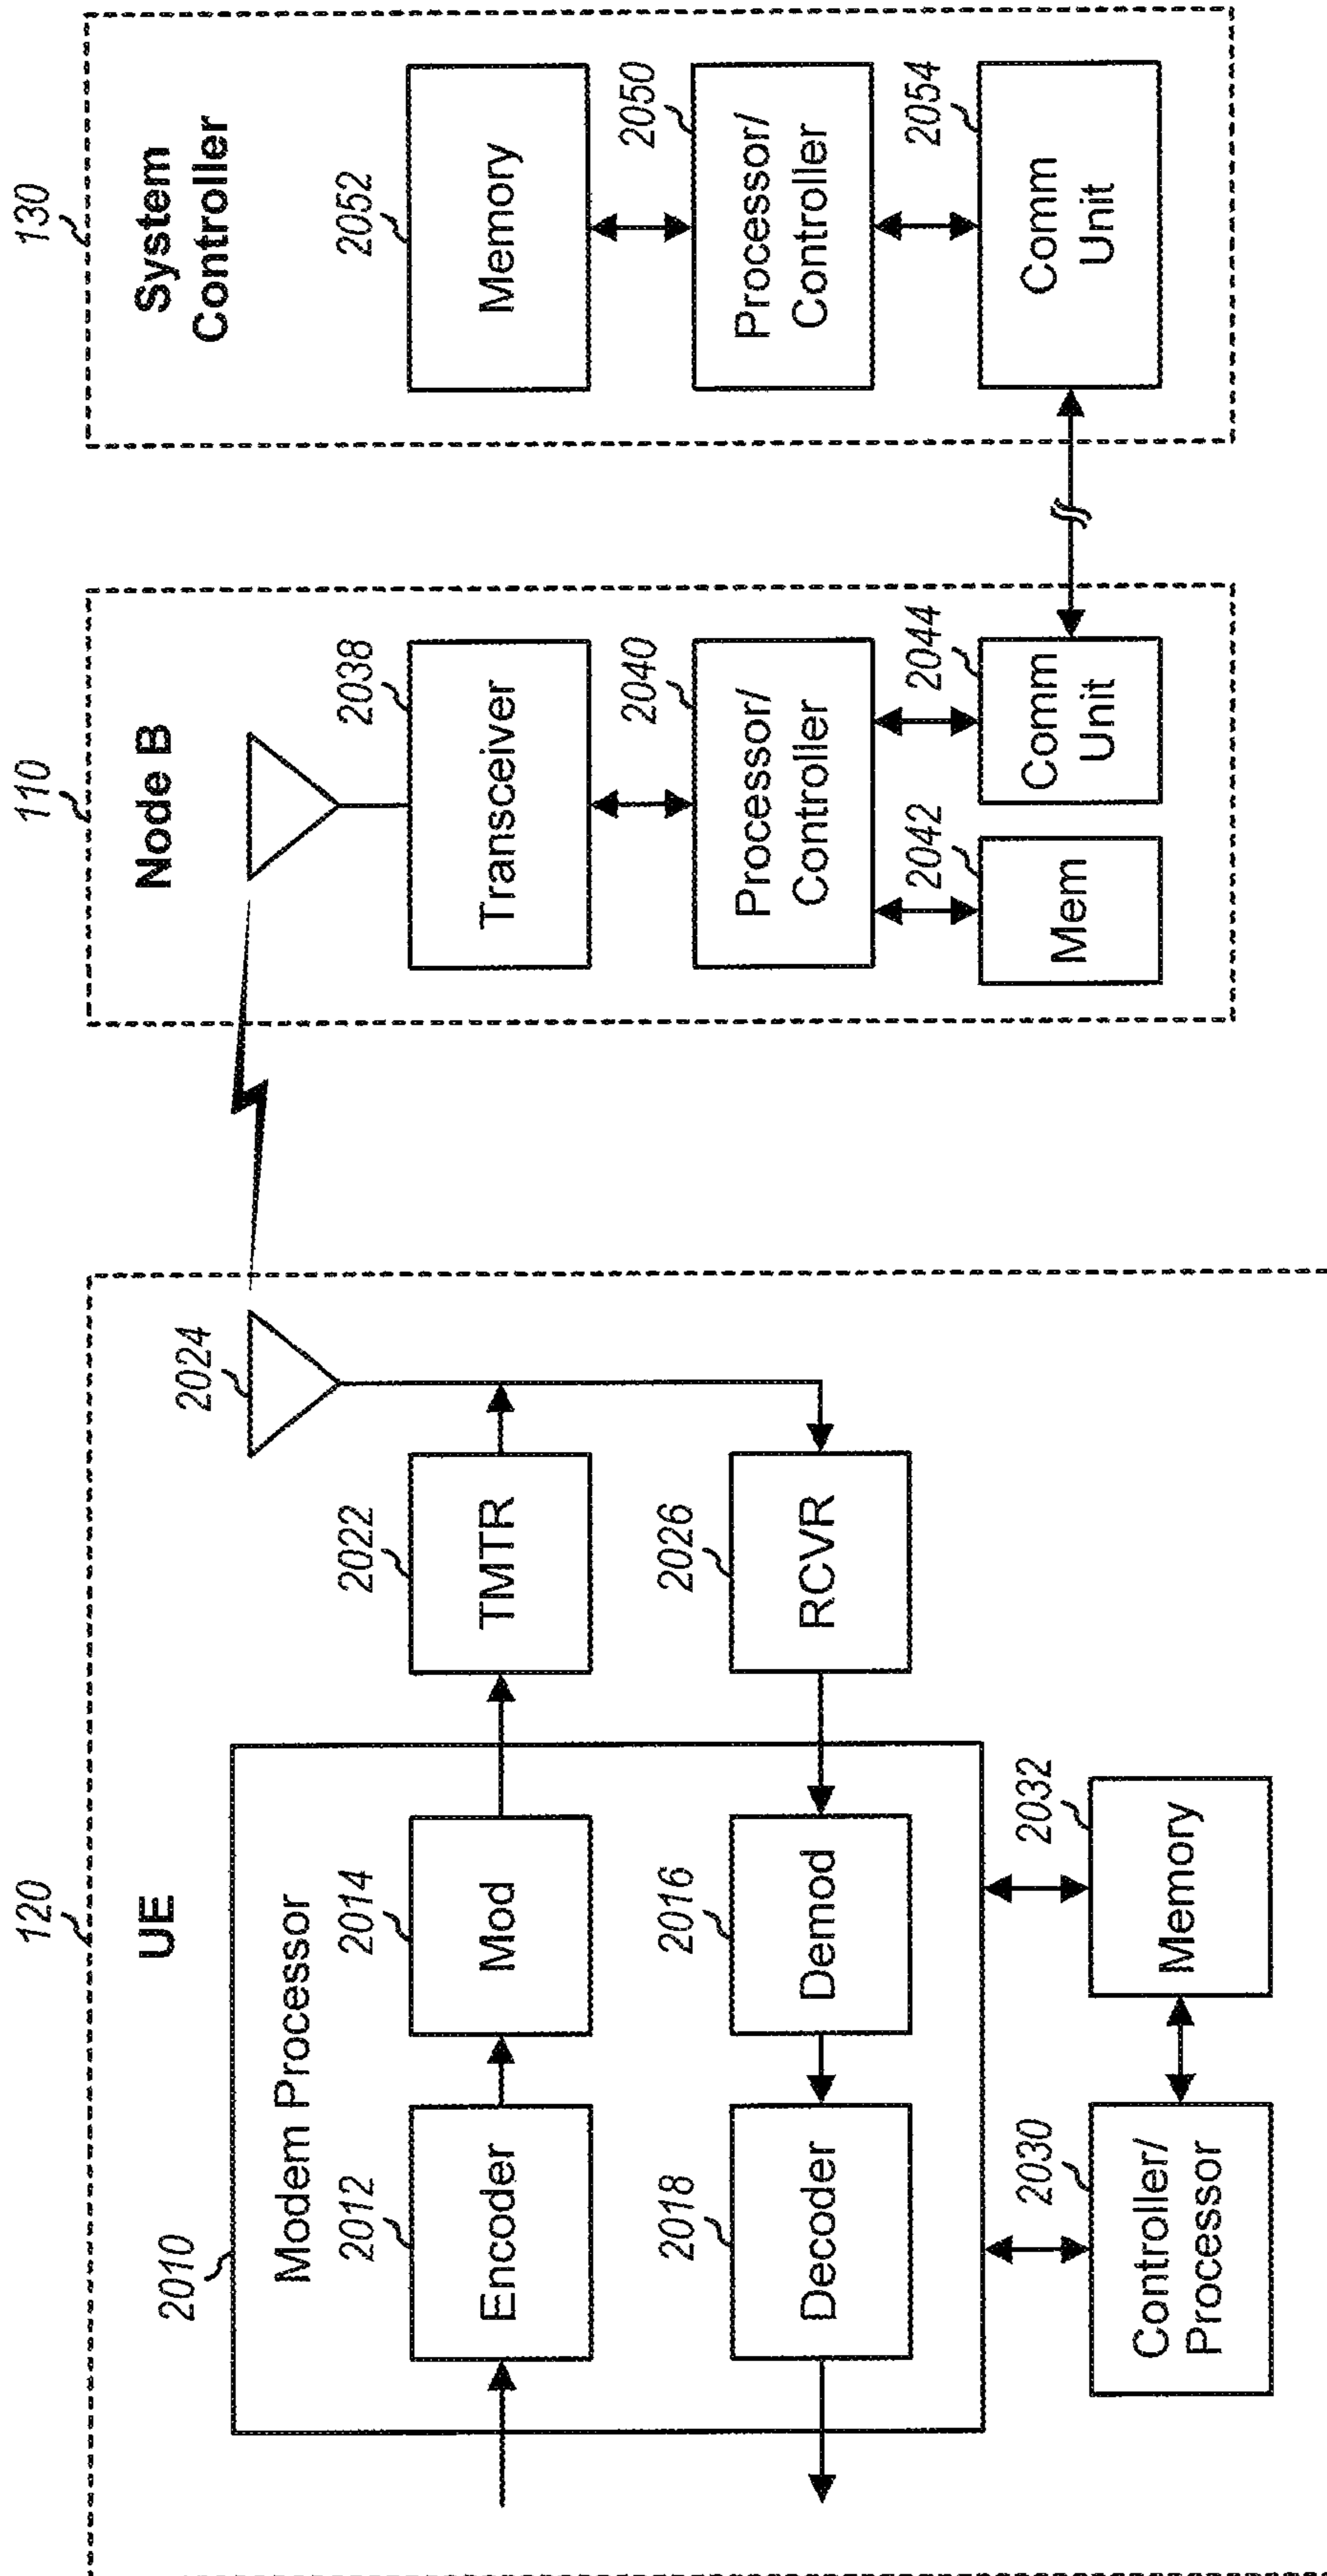 120
UE
2010
Modem Processor
2012
Encoder
2014
Mod
2022
TMTR
2024
2018
Decoder
2016
Demod
2026
RCVR
2030
Controller/
Processor
2032
Memory
110
Node B
2038
Transceiver
2040
Processor/
Controller
2042
Mem
2044
Comm
Unit
130
System
Controller
2052
Memory
2050
Processor/
Controller
2054
Comm
Unit